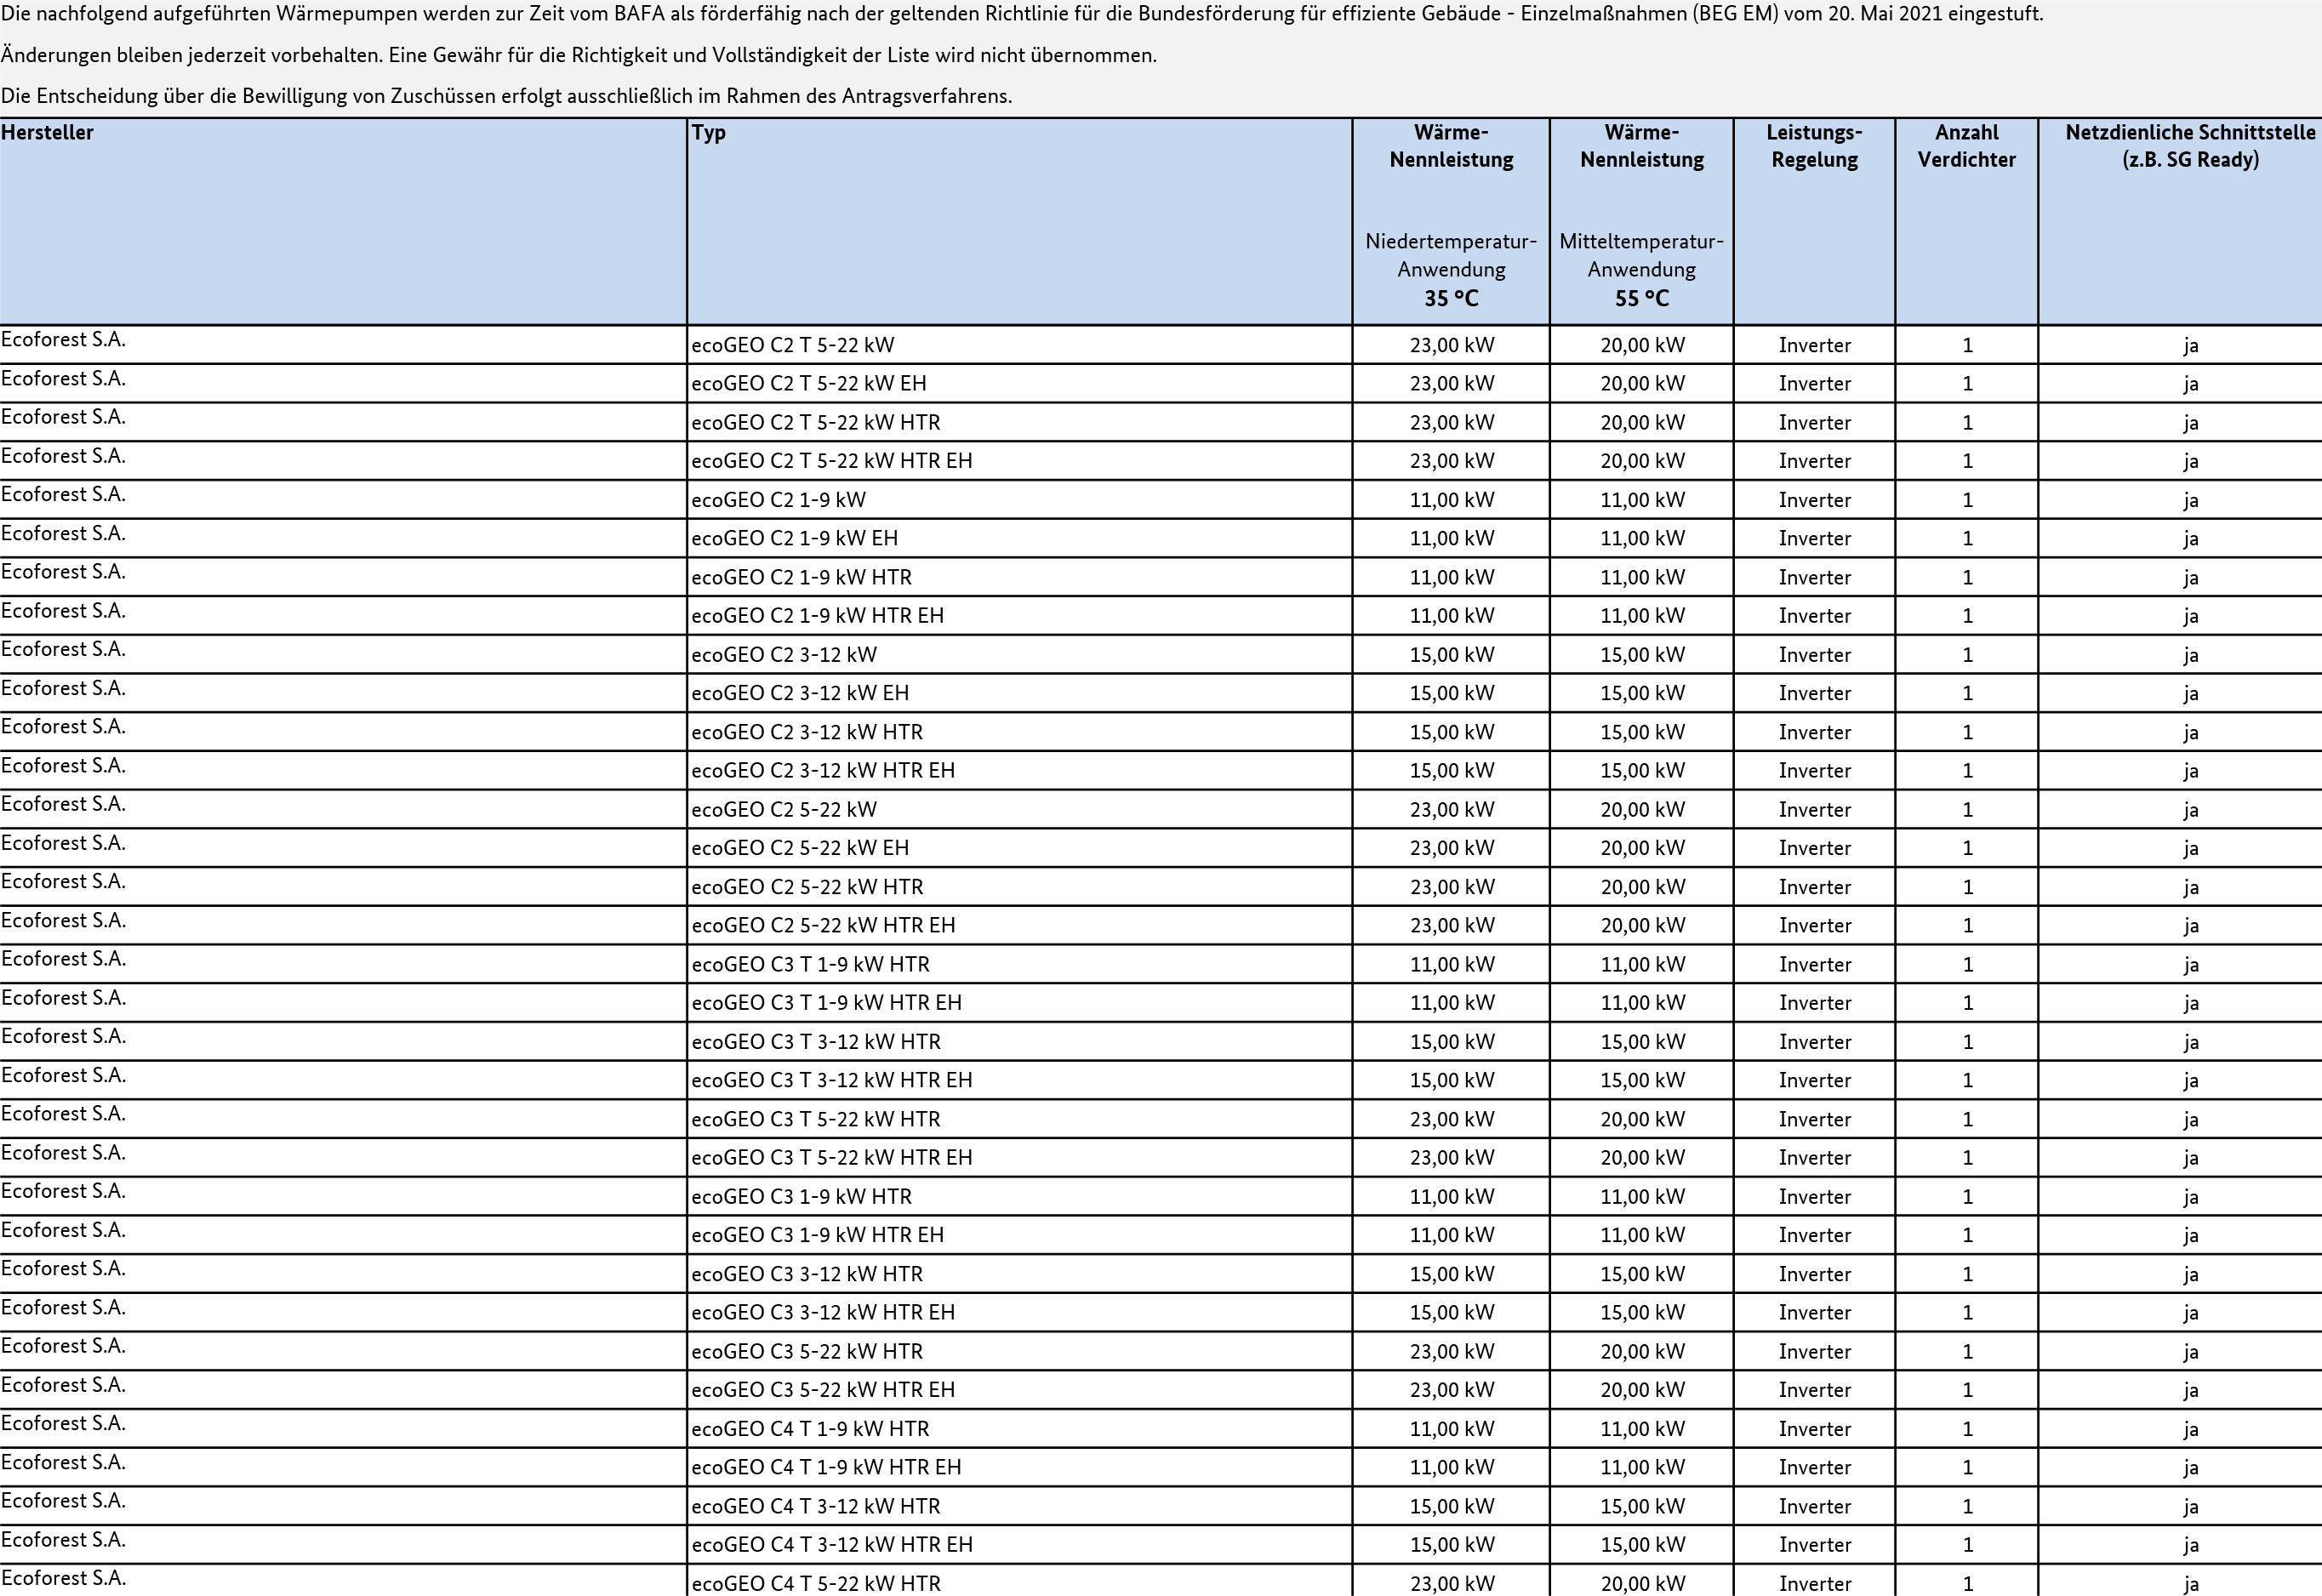 Die nachfolgend aufgeführten Wärmepumpen werden zur Zeit vom BAFA als förderfähig nach der geltenden Richtlinie für die Bundesförderung für effiziente Gebäude - Einzelmaßnahmen (BEG EM) vom 20. Mai 2021 eingestuft.
Änderungen bleiben jederzeit vorbehalten. Eine Gewähr für die Richtigkeit und Vollständigkeit der Liste wird nicht übernommen.
Die Entscheidung über die Bewilligung von Zuschüssen erfolgt ausschließlich im Rahmen des Antragsverfahrens.
Hersteller Typ Wärme- Wärme- Leistungs- Anzahl Netzdienliche Schnittstelle
Nennleistung Nennleistung Regelung Verdichter (z.B. SG Ready)
Niedertemperatur- Mitteltemperatur-
Anwendung Anwendung
35 °C 55 °C
Ecoforest S.A. ecoGEO C2 T 5-22 kW 23,00 kW 20,00 kW Inverter 1 ja
Ecoforest S.A. ecoGEO C2 T 5-22 kW EH 23,00 kW 20,00 kW Inverter 1 ja
Ecoforest S.A. ecoGEO C2 T 5-22 kW HTR 23,00 kW 20,00 kW Inverter 1 ja
Ecoforest S.A. ecoGEO C2 T 5-22 kW HTR EH 23,00 kW 20,00 kW Inverter 1 ja
Ecoforest S.A. ecoGEO C2 1-9 kW 11,00 kW 11,00 kW Inverter 1 ja
Ecoforest S.A. ecoGEO C2 1-9 kW EH 11,00 kW 11,00 kW Inverter 1 ja
Ecoforest S.A. ecoGEO C2 1-9 kW HTR 11,00 kW 11,00 kW Inverter 1 ja
Ecoforest S.A. ecoGEO C2 1-9 kW HTR EH 11,00 kW 11,00 kW Inverter 1 ja
Ecoforest S.A. ecoGEO C2 3-12 kW 15,00 kW 15,00 kW Inverter 1 ja
Ecoforest S.A. ecoGEO C2 3-12 kW EH 15,00 kW 15,00 kW Inverter 1 ja
Ecoforest S.A. ecoGEO C2 3-12 kW HTR 15,00 kW 15,00 kW Inverter 1 ja
Ecoforest S.A. ecoGEO C2 3-12 kW HTR EH 15,00 kW 15,00 kW Inverter 1 ja
Ecoforest S.A. ecoGEO C2 5-22 kW 23,00 kW 20,00 kW Inverter 1 ja
Ecoforest S.A. ecoGEO C2 5-22 kW EH 23,00 kW 20,00 kW Inverter 1 ja
Ecoforest S.A. ecoGEO C2 5-22 kW HTR 23,00 kW 20,00 kW Inverter 1 ja
Ecoforest S.A. ecoGEO C2 5-22 kW HTR EH 23,00 kW 20,00 kW Inverter 1 ja
Ecoforest S.A. ecoGEO C3 T 1-9 kW HTR 11,00 kW 11,00 kW Inverter 1 ja
Ecoforest S.A. ecoGEO C3 T 1-9 kW HTR EH 11,00 kW 11,00 kW Inverter 1 ja
Ecoforest S.A. ecoGEO C3 T 3-12 kW HTR 15,00 kW 15,00 kW Inverter 1 ja
Ecoforest S.A. ecoGEO C3 T 3-12 kW HTR EH 15,00 kW 15,00 kW Inverter 1 ja
Ecoforest S.A. ecoGEO C3 T 5-22 kW HTR 23,00 kW 20,00 kW Inverter 1 ja
Ecoforest S.A. ecoGEO C3 T 5-22 kW HTR EH 23,00 kW 20,00 kW Inverter 1 ja
Ecoforest S.A. ecoGEO C3 1-9 kW HTR 11,00 kW 11,00 kW Inverter 1 ja
Ecoforest S.A. ecoGEO C3 1-9 kW HTR EH 11,00 kW 11,00 kW Inverter 1 ja
Ecoforest S.A. ecoGEO C3 3-12 kW HTR 15,00 kW 15,00 kW Inverter 1 ja
Ecoforest S.A. ecoGEO C3 3-12 kW HTR EH 15,00 kW 15,00 kW Inverter 1 ja
Ecoforest S.A. ecoGEO C3 5-22 kW HTR 23,00 kW 20,00 kW Inverter 1 ja
Ecoforest S.A. ecoGEO C3 5-22 kW HTR EH 23,00 kW 20,00 kW Inverter 1 ja
Ecoforest S.A. ecoGEO C4 T 1-9 kW HTR 11,00 kW 11,00 kW Inverter 1 ja
Ecoforest S.A. ecoGEO C4 T 1-9 kW HTR EH 11,00 kW 11,00 kW Inverter 1 ja
Ecoforest S.A. ecoGEO C4 T 3-12 kW HTR 15,00 kW 15,00 kW Inverter 1 ja
Ecoforest S.A. ecoGEO C4 T 3-12 kW HTR EH 15,00 kW 15,00 kW Inverter 1 ja
Ecoforest S.A. ecoGEO C4 T 5-22 kW HTR 23,00 kW 20,00 kW Inverter 1 ja